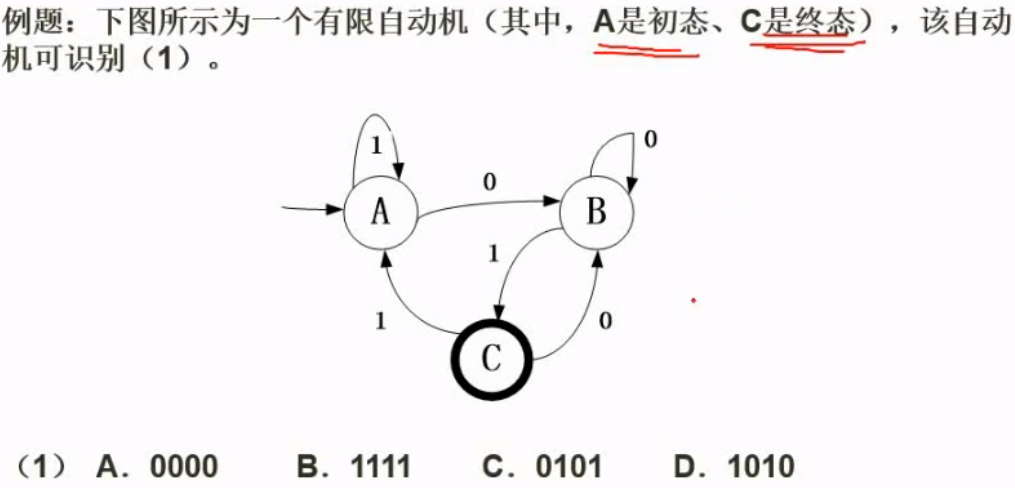 例题：下图所示为一个有限自动机（其中，A是初态、C是终态），该自动
机可识别（1）。
1
0
0
A
B
1
1
0
C
（1） A．0000 B．1111 C．0101 D．1010